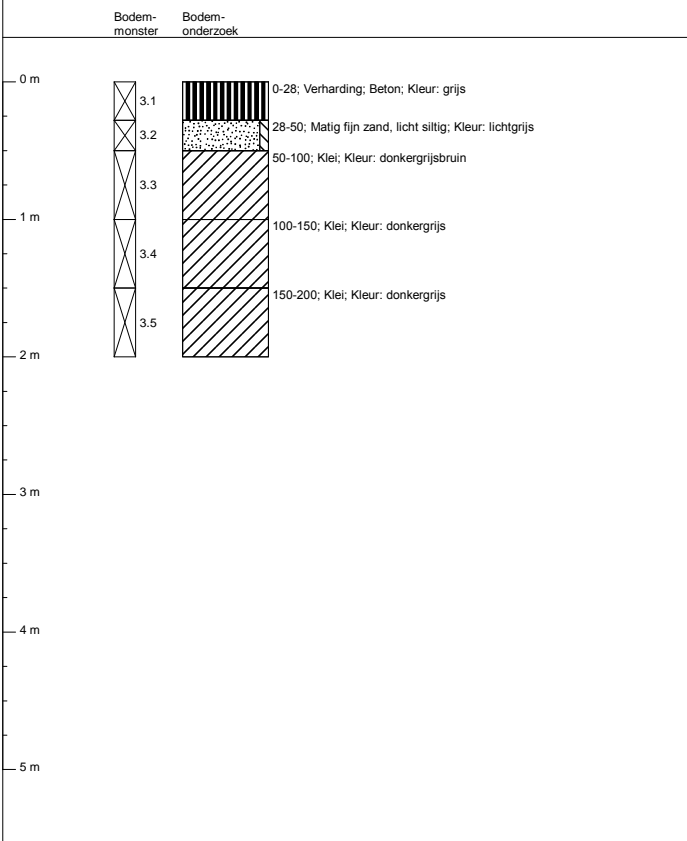 Bodem-
monster
Bodem-
onderzoek
0 m
3.1
0-28; Verharding; Beton; Kleur: grijs
3.2
28-50; Matig fijn zand, licht siltig; Kleur: lichtgrijs
50-100; Klei; Kleur: donkergrijsbruin
3.3
1 m
100-150; Klei; Kleur: donkergrijs
3.4
150-200; Klei; Kleur: donkergrijs
3.5
2 m
3 m
4 m
5 m